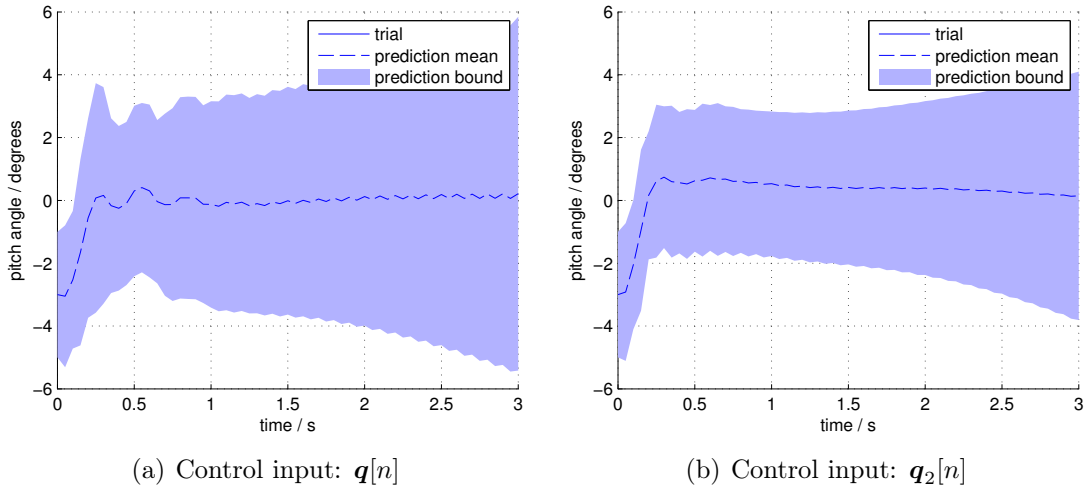 6
4
2
0
−2
−4
−6
pitch angle / degrees
0
0.5
1
1.5
2
2.5
3
time / s
trial
prediction mean
prediction bound
(a) Control input: q[n]
6
4
2
0
−2
−4
−6
pitch angle / degrees
0
0.5
1
1.5
2
2.5
3
time / s
trial
prediction mean
prediction bound
(b) Control input: q₂[n]